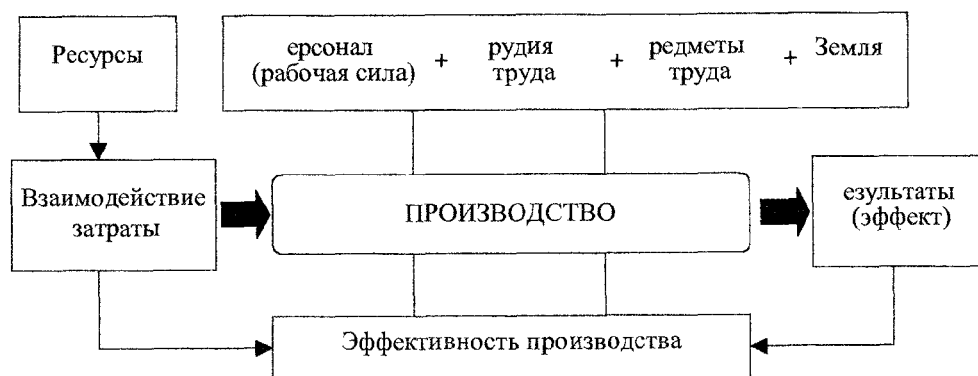 Ресурсы
ерсонал + рудия + редметы + Земля
(рабочая сила) труда труда
Взаимодействие
затраты
ПРОИЗВОДСТВО
езультаты
(эффект)
Эффективность производства